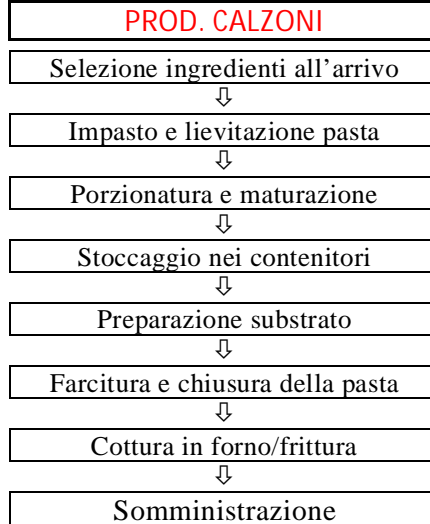 PROD. CALZONI
Selezione ingredienti all'arrivo
⇩
Impasto e lievitazione pasta
⇩
Porzionatura e maturazione
⇩
Stoccaggio nei contenitori
⇩
Preparazione substrato
⇩
Farcitura e chiusura della pasta
⇩
Cottura in forno/frittura
⇩
Somministrazione